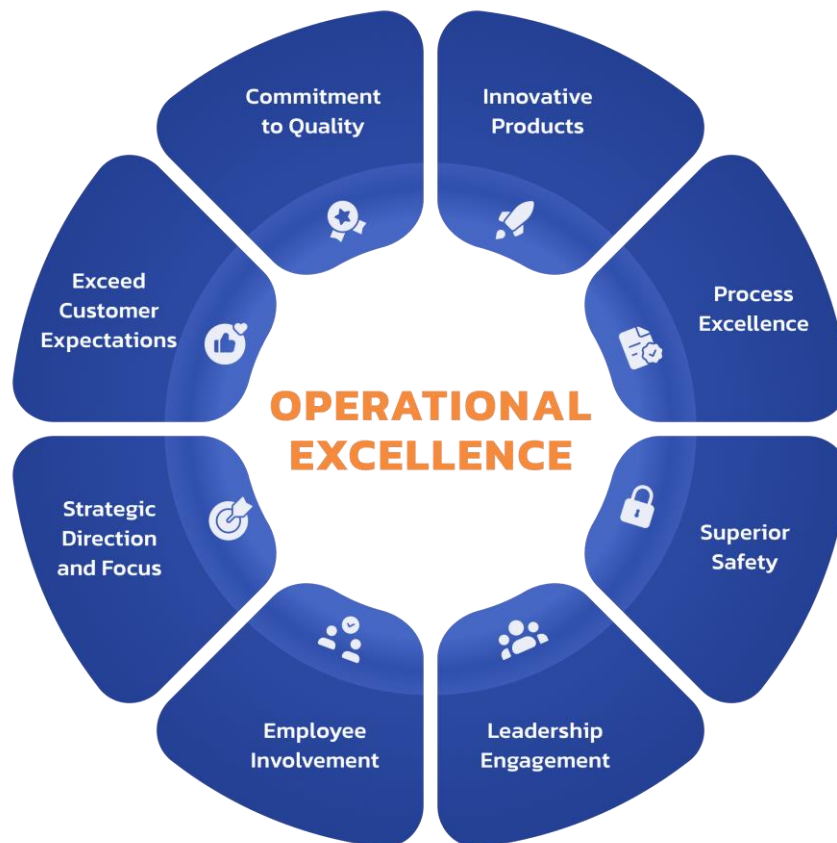 Commitment
to Quality
Innovative
Products
Process
Excellence
Superior
Safety
Leadership
Engagement
Employee
Involvement
Strategic
Direction
and Focus
Exceed
Customer
Expectations
OPERATIONAL
EXCELLENCE